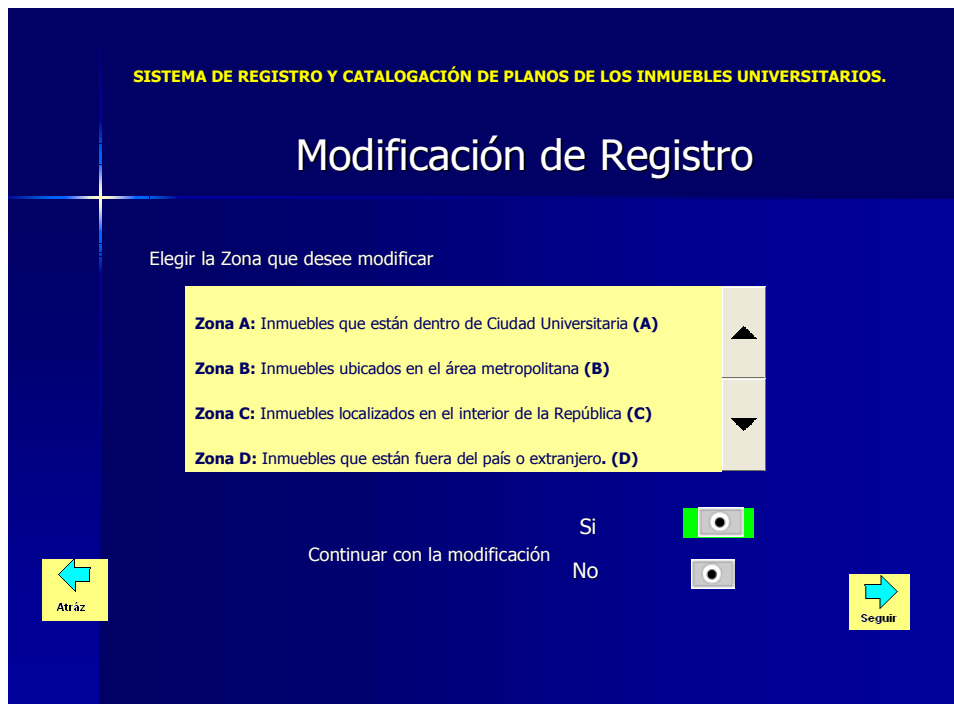 SISTEMA DE REGISTRO Y CATALOGACIÓN DE PLANOS DE LOS INMUEBLES UNIVERSITARIOS.
Modificación de Registro
Elegir la Zona que desee modificar
Zona A: Inmuebles que están dentro de Ciudad Universitaria (A)
Zona B: Inmuebles ubicados en el área metropolitana (B)
Zona C: Inmuebles localizados en el interior de la República (C)
Zona D: Inmuebles que están fuera del país o extranjero. (D)
Si
Continuar con la modificación
No
Atráz
Seguir